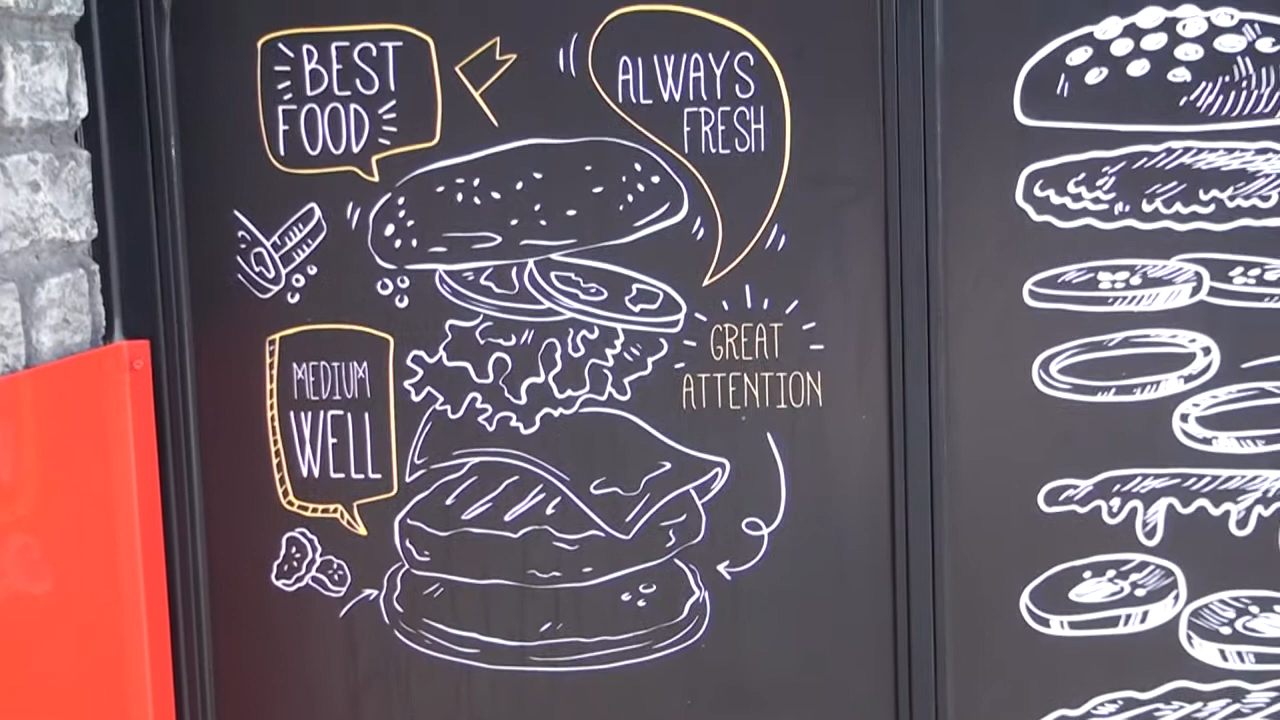 BEST
FOOD
ALWAYS
FRESH
GREAT
ATTENTION
MEDIUM
WELL